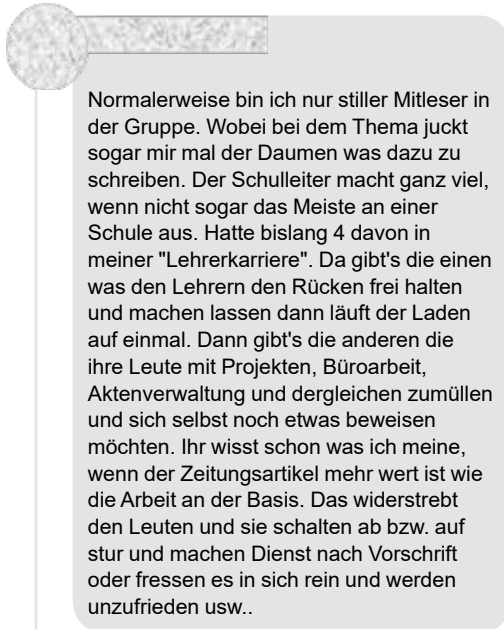 Normalerweise bin ich nur stiller Mitleser in
der Gruppe. Wobei bei dem Thema juckt
sogar mir mal der Daumen was dazu zu
schreiben. Der Schulleiter macht ganz viel,
wenn nicht sogar das Meiste an einer
Schule aus. Hatte bislang 4 davon in
meiner "Lehrerkarriere". Da gibt's die einen
was den Lehrern den Rücken frei halten
und machen lassen dann läuft der Laden
auf einmal. Dann gibt's die anderen die
ihre Leute mit Projekten, Büroarbeit,
Aktenverwaltung und dergleichen zumüllen
und sich selbst noch etwas beweisen
möchten. Ihr wisst schon was ich meine,
wenn der Zeitungsartikel mehr wert ist wie
die Arbeit an der Basis. Das widerstrebt
den Leuten und sie schalten ab bzw. auf
stur und machen Dienst nach Vorschrift
oder fressen es in sich rein und werden
unzufrieden usw..